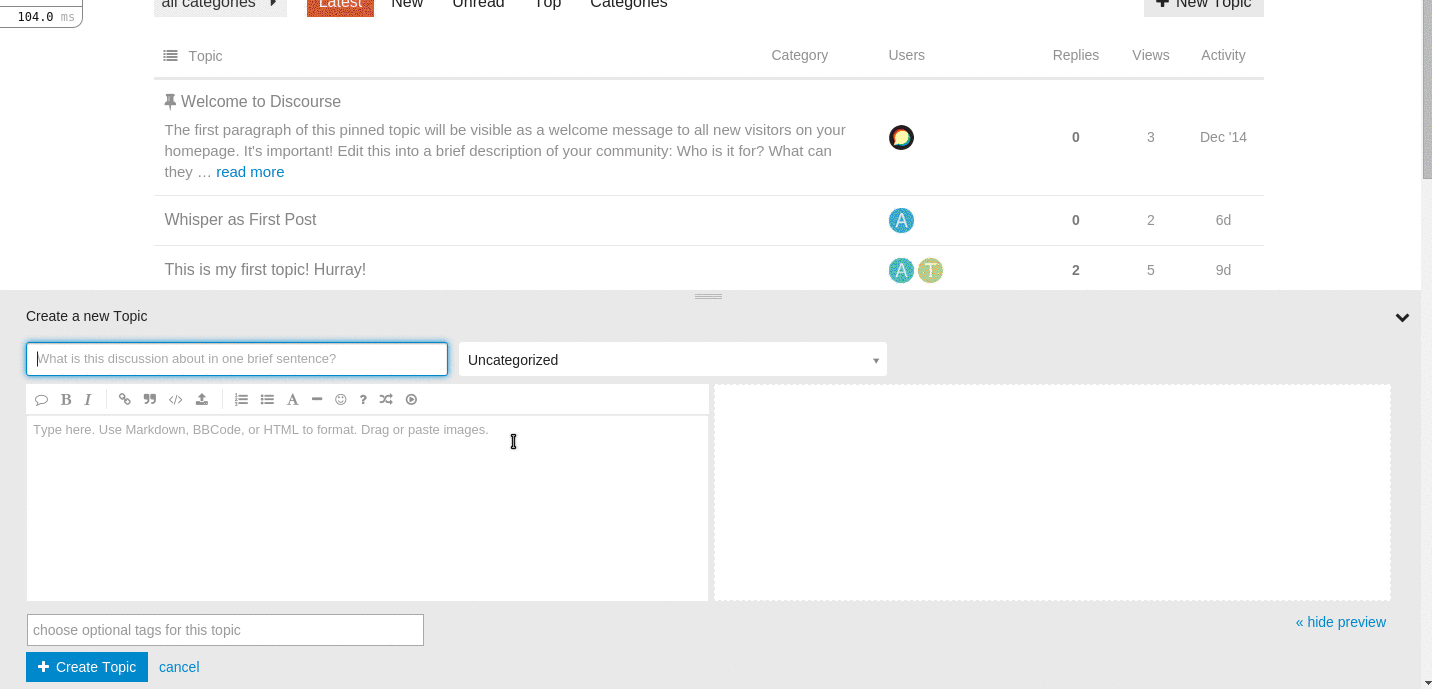 104.0 ms
all categories Latest New Unread Top Categories New Topic
Topic Category Users Replies Views Activity
Welcome to Discourse
The first paragraph of this pinned topic will be visible as a welcome message to all new visitors on your
homepage. It's important! Edit this into a brief description of your community: Who is it for? What can
they … read more
0 3 Dec '14
Whisper as First Post A 0 2 6d
This is my first topic! Hurray! A T 2 5 9d
Create a new Topic
What is this discussion about in one brief sentence? Uncategorized
B I </> A ?
Type here. Use Markdown, BBCode, or HTML to format. Drag or paste images.
choose optional tags for this topic
« hide preview
Create Topic cancel